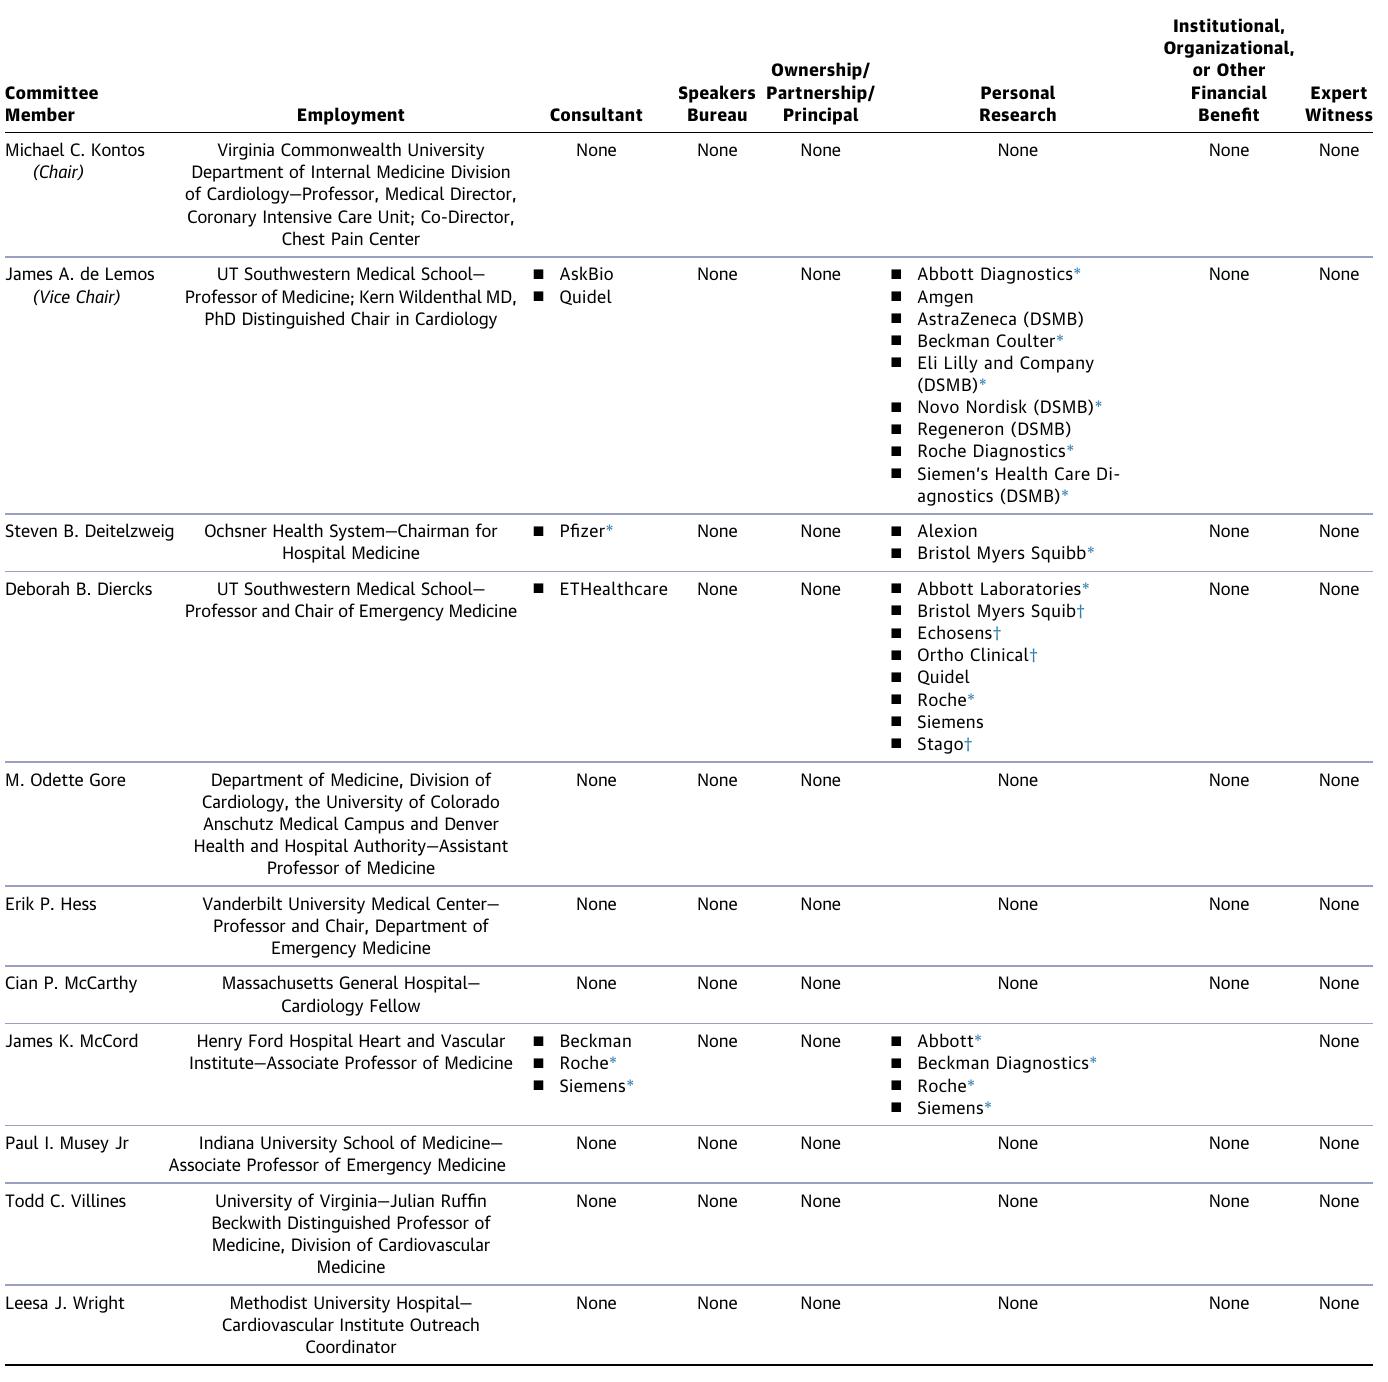 Committee Member | Employment | Consultant | Speakers Bureau | Ownership/ Partnership/ Principal | Personal Research | Institutional, Organizational, or Other Financial Benefit | Expert Witness
Michael C. Kontos
(Chair)
Virginia Commonwealth University
Department of Internal Medicine Division
of Cardiology—Professor, Medical Director,
Coronary Intensive Care Unit; Co-Director,
Chest Pain Center
None None None None None None
James A. de Lemos
(Vice Chair)
UT Southwestern Medical School—
Professor of Medicine; Kern Wildenthal MD,
PhD Distinguished Chair in Cardiology
■ AskBio
■ Quidel
None None
■ Abbott Diagnostics*
■ Amgen
■ AstraZeneca (DSMB)
■ Beckman Coulter*
■ Eli Lilly and Company
(DSMB)*
■ Novo Nordisk (DSMB)*
■ Regeneron (DSMB)
■ Roche Diagnostics*
■ Siemen's Health Care Di-
agnostics (DSMB)*
None None
Steven B. Deitelzweig
Ochsner Health System—Chairman for
Hospital Medicine
■ Pfizer*
None None
■ Alexion
■ Bristol Myers Squibb*
None None
Deborah B. Diercks
UT Southwestern Medical School—
Professor and Chair of Emergency Medicine
■ ETHealthcare
None None
■ Abbott Laboratories*
■ Bristol Myers Squib†
■ Echosens†
■ Ortho Clinical†
■ Quidel
■ Roche*
■ Siemens
■ Stago†
None None
M. Odette Gore
Department of Medicine, Division of
Cardiology, the University of Colorado
Anschutz Medical Campus and Denver
Health and Hospital Authority—Assistant
Professor of Medicine
None None None None None None
Erik P. Hess
Vanderbilt University Medical Center—
Professor and Chair, Department of
Emergency Medicine
None None None None None None
Cian P. McCarthy
Massachusetts General Hospital—
Cardiology Fellow
None None None None None None
James K. McCord
Henry Ford Hospital Heart and Vascular
Institute—Associate Professor of Medicine
■ Beckman
■ Roche*
■ Siemens*
None None
■ Abbott*
■ Beckman Diagnostics*
■ Roche*
■ Siemens*
None
Paul I. Musey Jr
Indiana University School of Medicine—
Associate Professor of Emergency Medicine
None None None None None None
Todd C. Villines
University of Virginia—Julian Ruffin
Beckwith Distinguished Professor of
Medicine, Division of Cardiovascular
Medicine
None None None None None None
Leesa J. Wright
Methodist University Hospital—
Cardiovascular Institute Outreach
Coordinator
None None None None None None